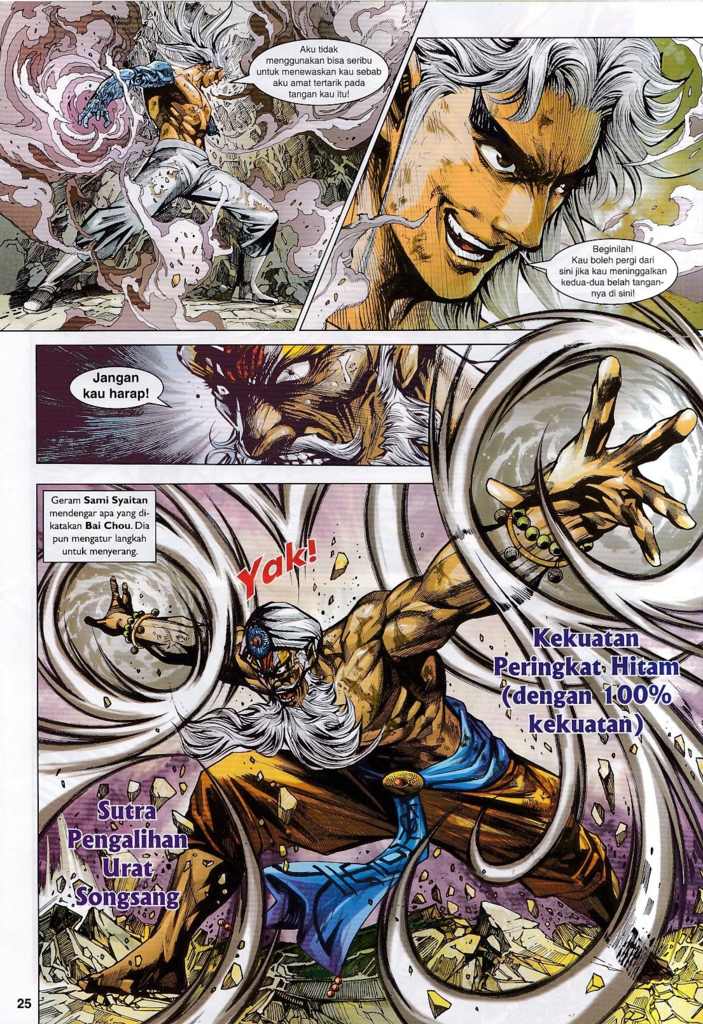 Aku tidak
menggunakan bisa seribu
untuk menewaskan kau sebab
aku amat tertarik pada
tangan kau itu!
Beginilah!
Kau boleh pergi dari
sini jika kau meninggalkan
kedua-dua belah tangan-
nya di sini!
Jangan
kau harap!
Geram Sami Syaitan
mendengar apa yang di-
katakan Bai Chou. Dia
pun mengatur langkah
untuk menyerang.
Yak!
Kekuatan
Peringkat Hitam
(dengan 100%
kekuatan)
Sutra
Pengalihan
Urat
Songsang
25